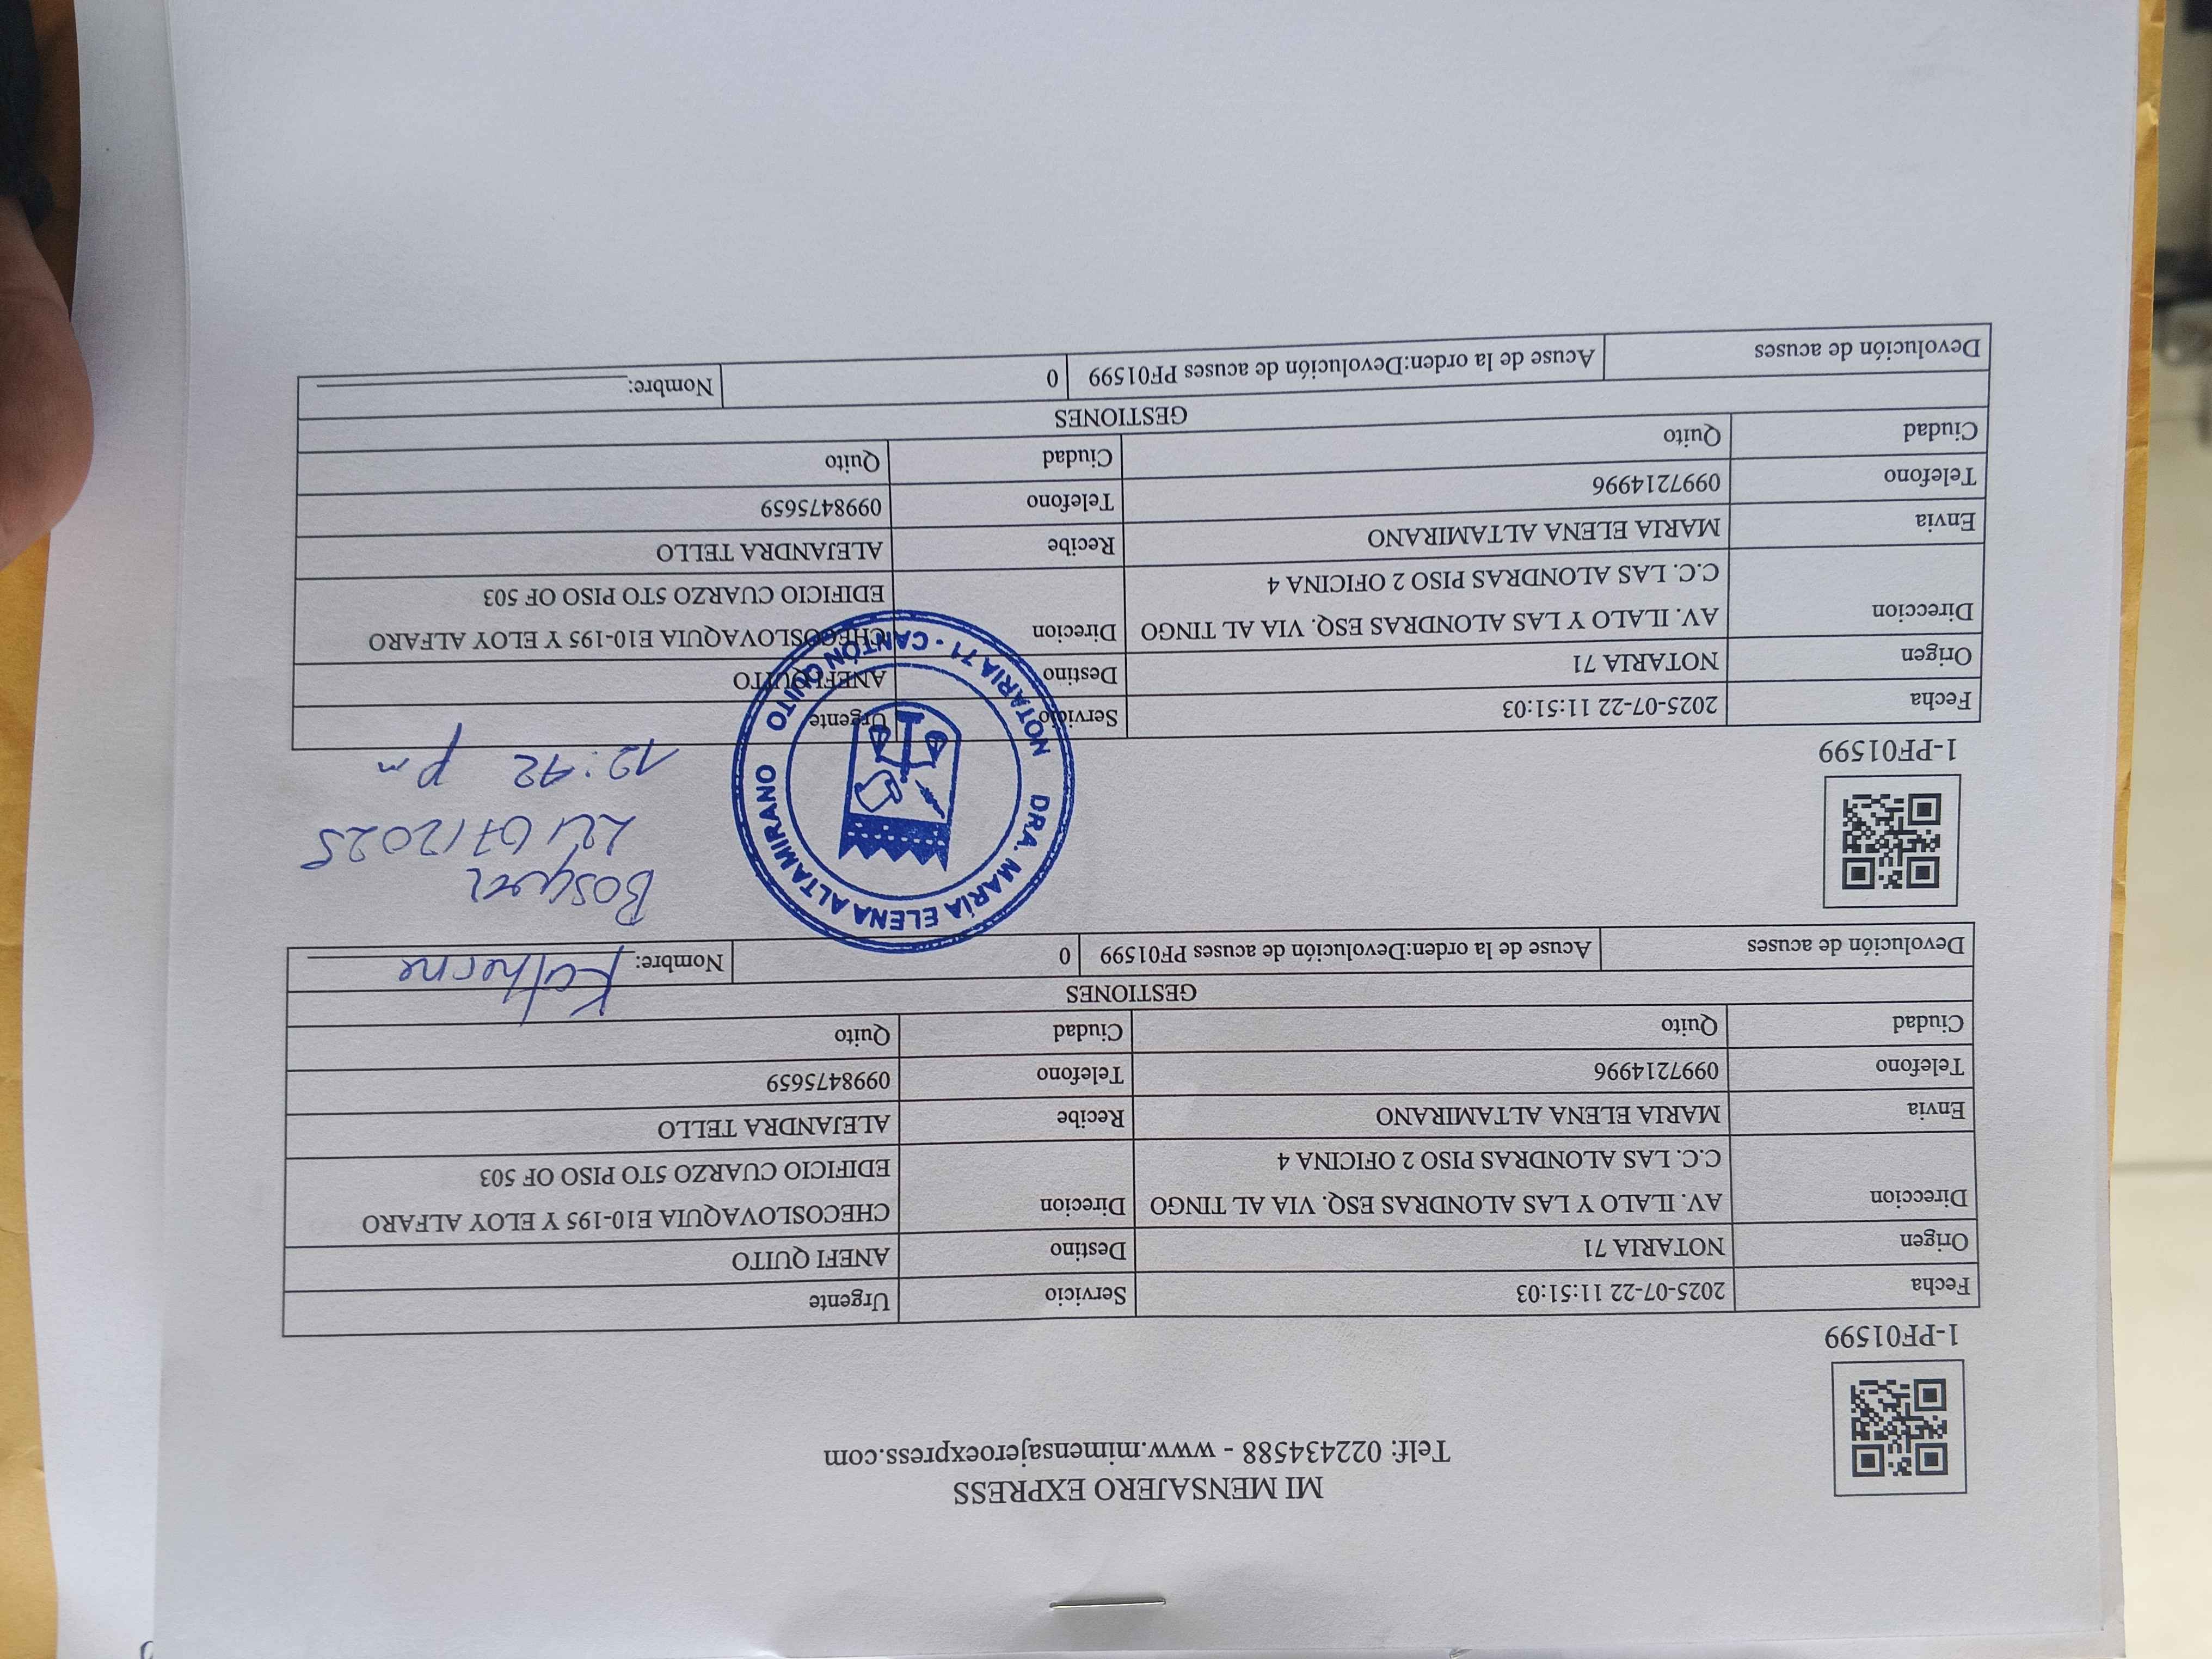 MI MENSAJERO EXPRESS
Telf: 022434588 - www.mimensajeroexpress.com
1-PF01599
Fecha 2025-07-22 11:51:03 Servicio Urgente
Origen NOTARIA 71 Destino ANEFI QUITO
Direccion AV. ILALO Y LAS ALONDRAS ESQ. VIA AL TINGO Direcion CHECOSLOVAQUIA E10-195 Y ELOY ALFARO
C.C. LAS ALONDRAS PISO 2 OFICINA 4 EDIFICIO CUARZO 5TO PISO OF 503
Envia MARIA ELENA ALTAMIRANO Recibe ALEJANDRA TELLO
Telefono 0997214996 Telefono 0998475659
Ciudad Quito Ciudad Quito
GESTIONES
Devolución de acuses Acuse de la orden:Devolución de acuses PF01599 0 Nombre: Katherine
DRA. MARÍA ELENA ALTAMIRANO
NOTARIA 71 - CANTÓN QUITO
22/07/2025
12:42 pm
1-PF01599
Fecha 2025-07-22 11:51:03 Servicio Urgente
Origen NOTARIA 71 Destino ANEFI QUITO
Direccion AV. ILALO Y LAS ALONDRAS ESQ. VIA AL TINGO Direcion CHECOSLOVAQUIA E10-195 Y ELOY ALFARO
C.C. LAS ALONDRAS PISO 2 OFICINA 4 EDIFICIO CUARZO 5TO PISO OF 503
Envia MARIA ELENA ALTAMIRANO Recibe ALEJANDRA TELLO
Telefono 0997214996 Telefono 0998475659
Ciudad Quito Ciudad Quito
GESTIONES
Devolución de acuses Acuse de la orden:Devolución de acuses PF01599 0 Nombre: